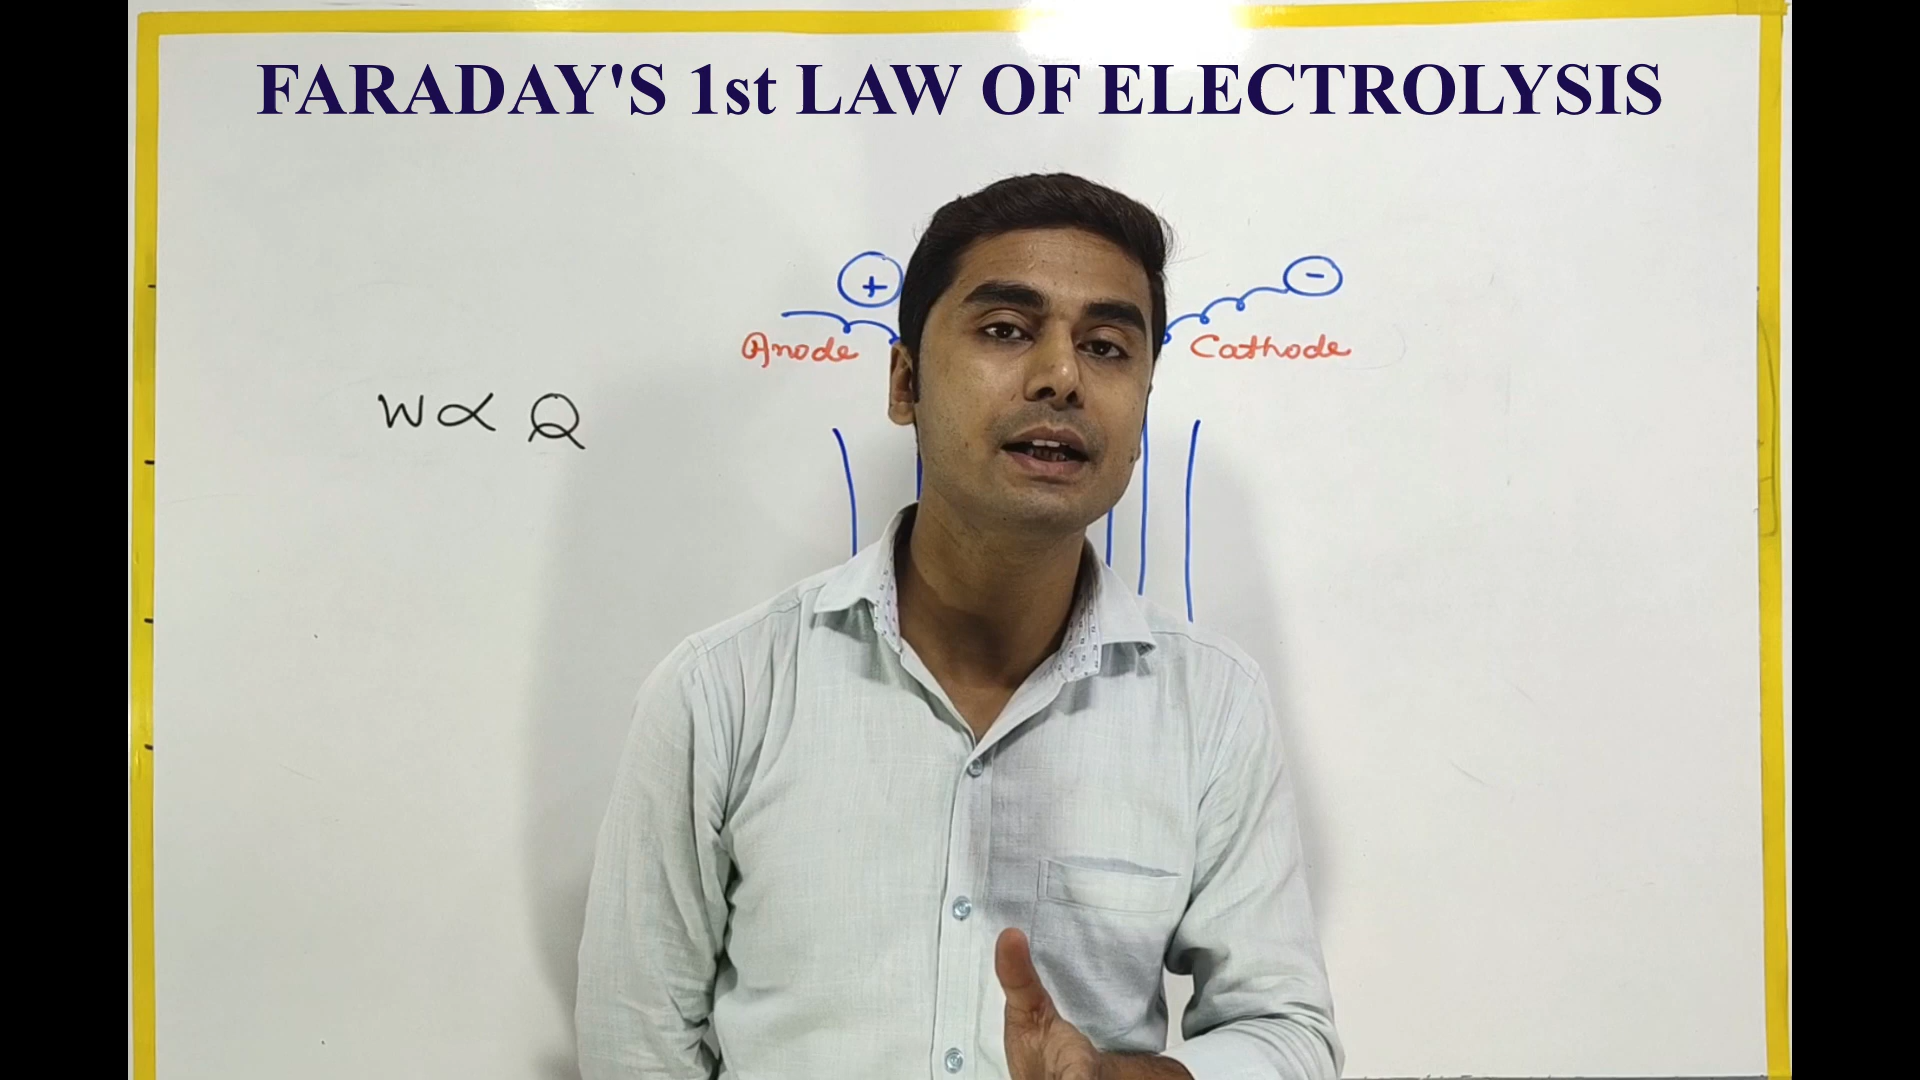 FARADAY'S 1st LAW OF ELECTROLYSIS
+
-
Anode
Cathode
W ∝ Q